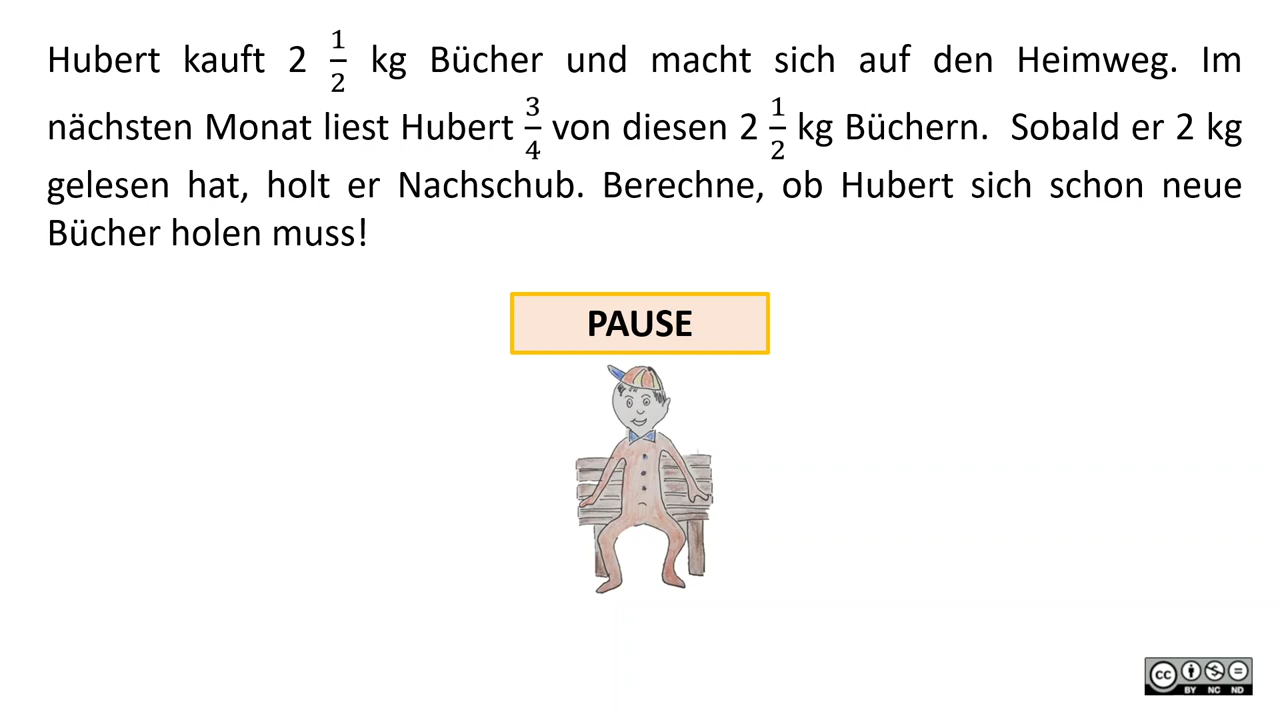 Hubert kauft 2 1/2 kg Bücher und macht sich auf den Heimweg. Im
nächsten Monat liest Hubert 3/4 von diesen 2 1/2 kg Büchern. Sobald er 2 kg
gelesen hat, holt er Nachschub. Berechne, ob Hubert sich schon neue
Bücher holen muss!
PAUSE
cc
BY NC ND